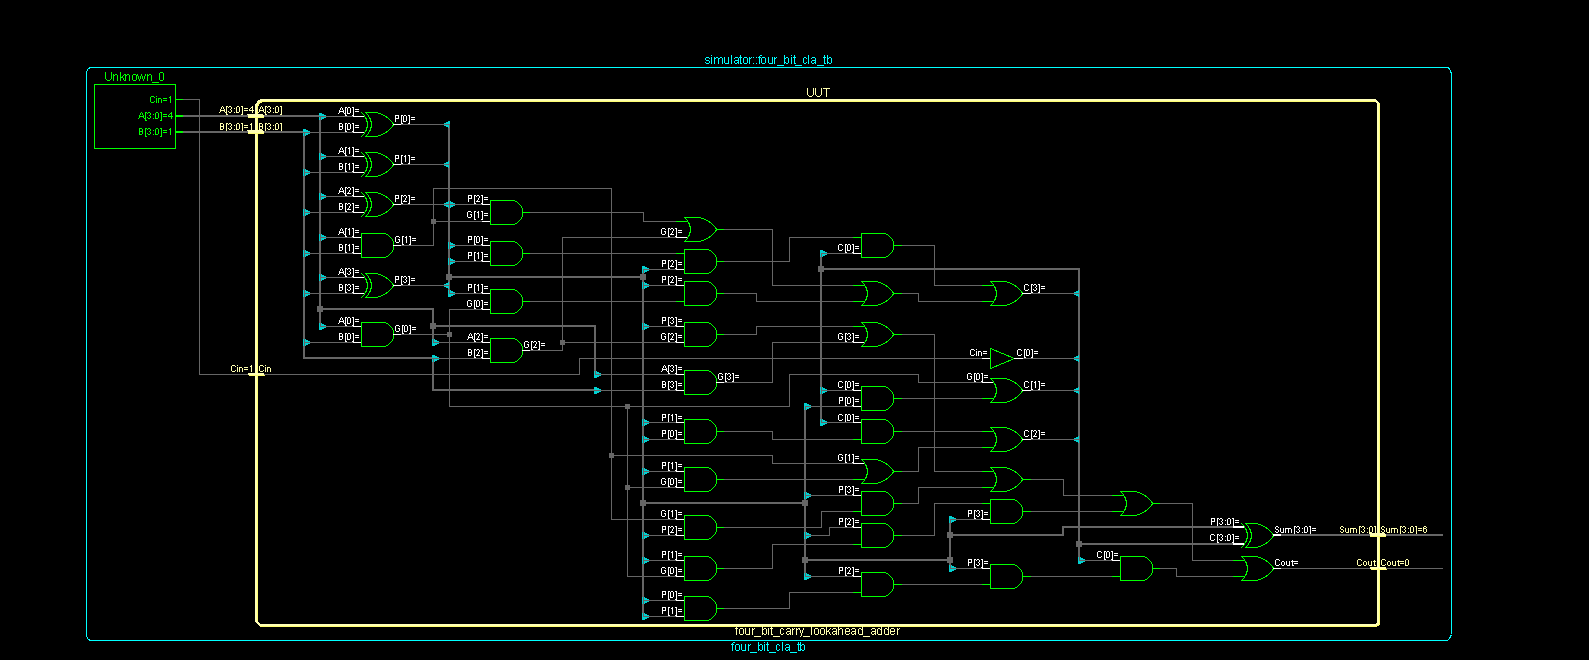 simulator::four_bit_cla_tb
Unknown_0
UUT
Cin=1
A[3:0]=4
B[3:0]=1
A[3:0]=4 A[3:0]
B[3:0]=1 B[3:0]
A[0]=
B[0]=
P[0]=
A[1]=
B[1]=
P[1]=
A[2]=
B[2]=
P[2]=
P[2]=
G[1]=
A[1]=
B[1]=
G[1]=
G[2]=
P[0]=
P[1]=
C[0]=
P[2]=
A[3]=
B[3]=
P[3]=
P[2]=
P[1]=
G[0]=
C[3]=
A[0]=
B[0]=
G[0]=
P[3]=
G[2]=
G[3]=
A[2]=
B[2]=
G[2]=
Cin=
C[0]=
Cin=1 Cin
A[3]=
B[3]=
G[3]=
G[0]=
C[1]=
C[0]=
P[0]=
P[1]=
P[0]=
C[0]=
C[2]=
G[1]=
P[1]=
G[0]=
P[3]=
G[1]=
P[2]=
P[3]=
P[2]=
P[3:0]=
C[3:0]=
Sum[3:0]=
Sum[3:0] Sum[3:0]=6
P[1]=
G[0]=
P[3]=
C[0]=
Cout=
Cout Cout=0
P[2]=
P[0]=
P[1]=
four_bit_carry_lookahead_adder
four_bit_cla_tb